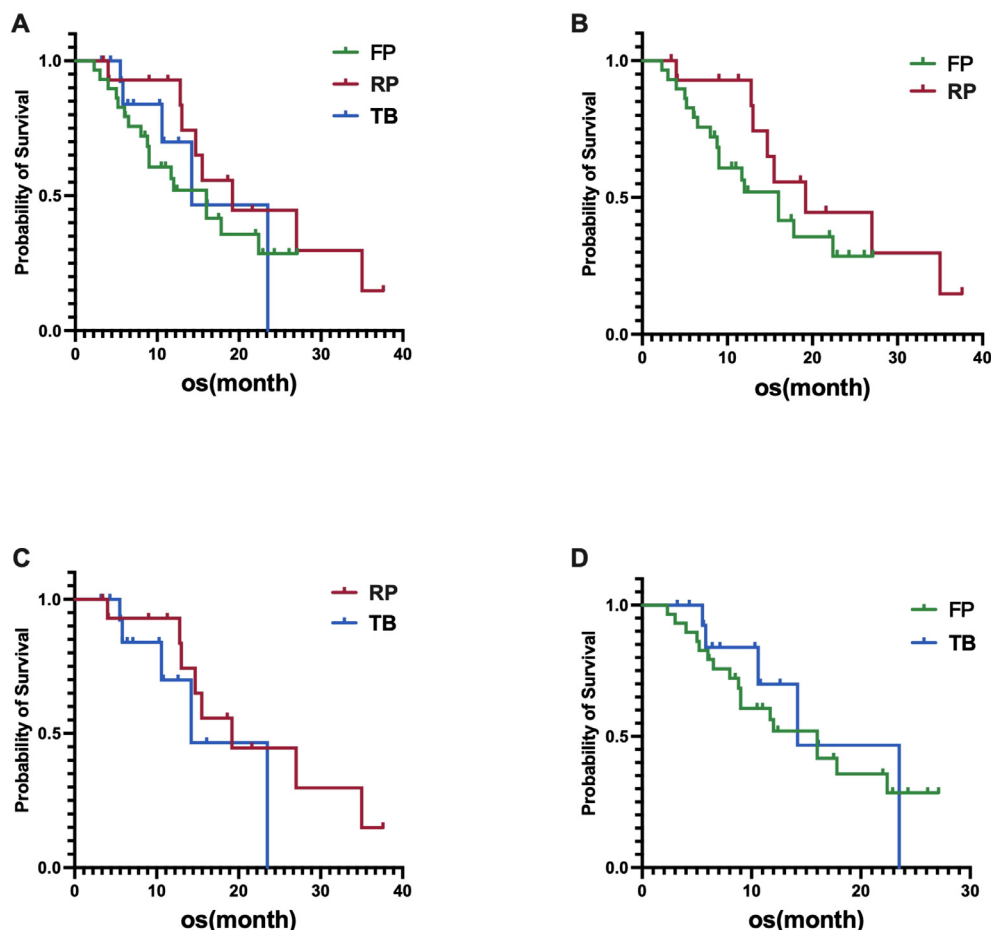 A
FP
RP
TB
Probability of Survival
1.0
0.5
0.0
0 10 20 30 40
os(month)
B
FP
RP
Probability of Survival
1.0
0.5
0.0
0 10 20 30 40
os(month)
C
RP
TB
Probability of Survival
1.0
0.5
0.0
0 10 20 30 40
os(month)
D
FP
TB
Probability of Survival
1.0
0.5
0.0
0 10 20 30
os(month)